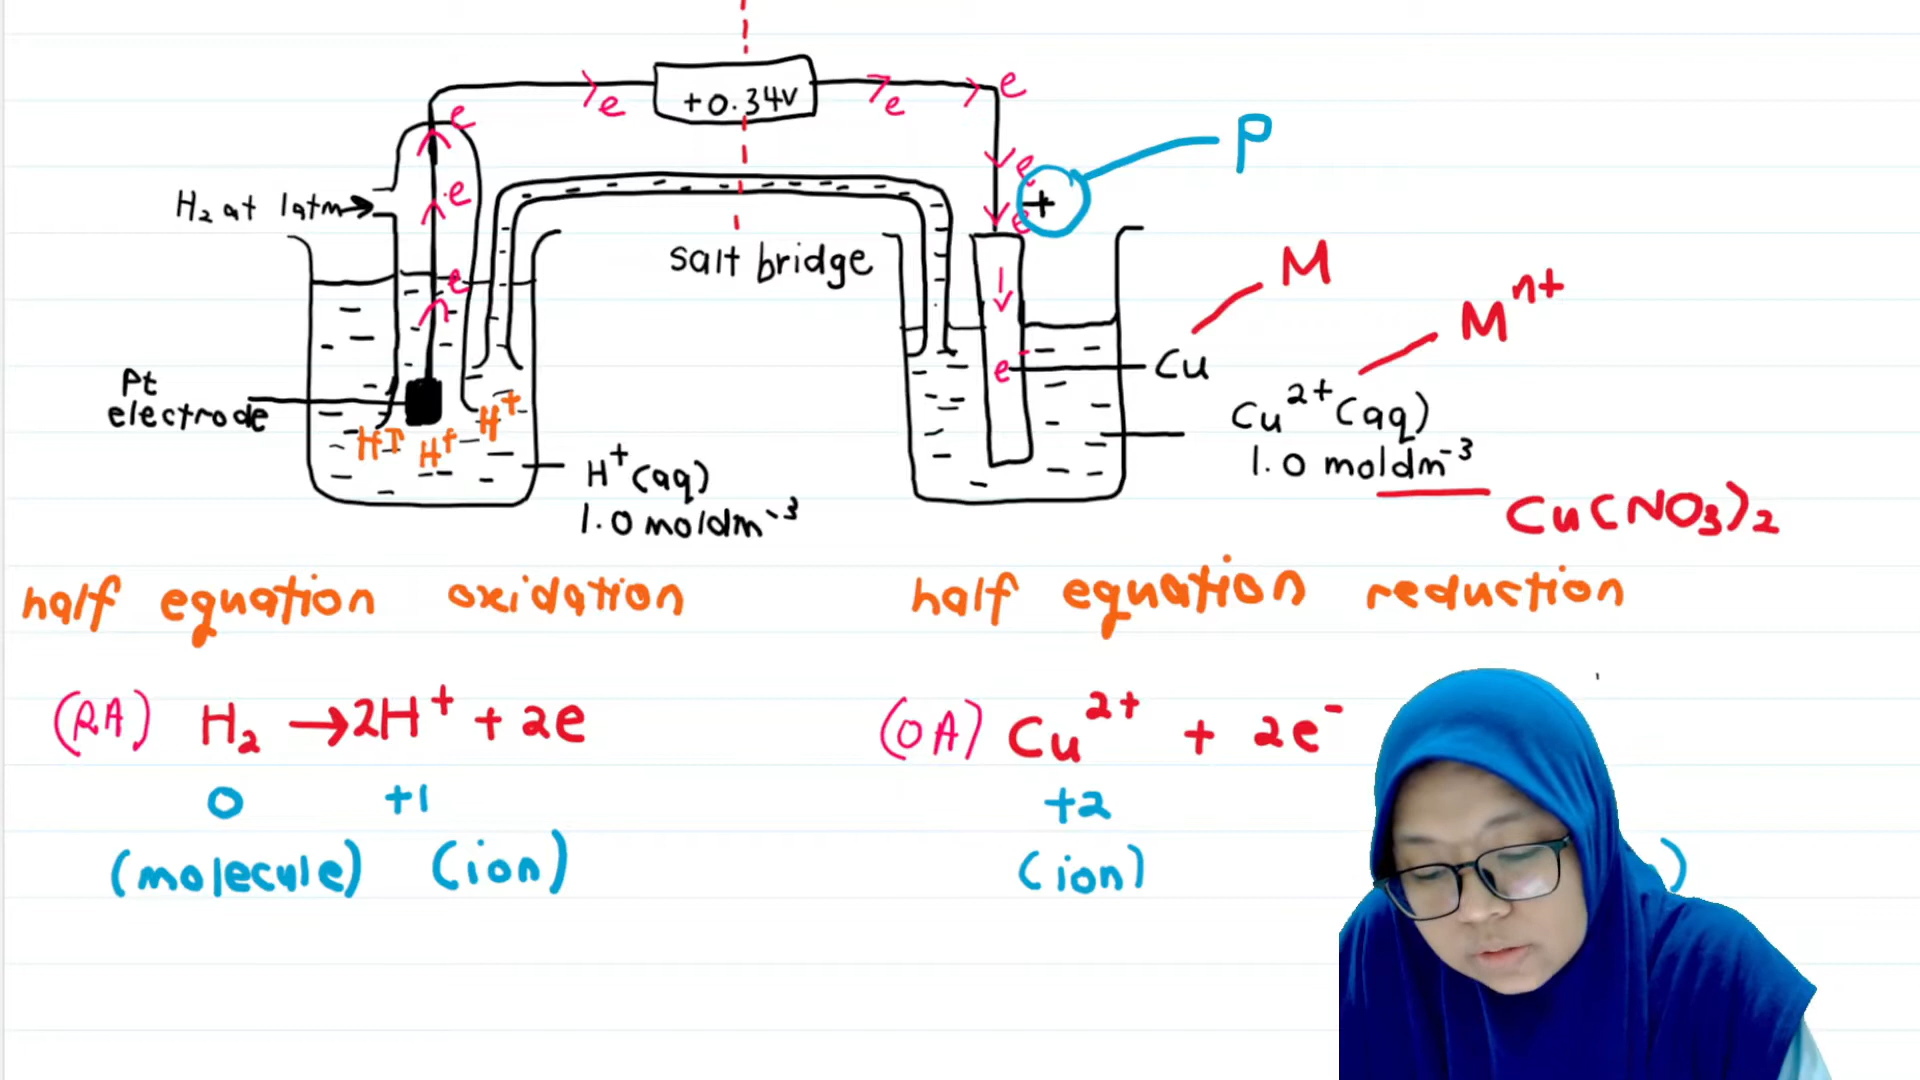 +0.34V
e
e
e
e
e
e
e
e
P
+
H₂ at 1atm
e
salt bridge
M
Mⁿ⁺
Cu
Pt
electrode
Cu²⁺(aq)
1.0 moldm⁻³
H⁺ H⁺ H⁺
H⁺(aq)
1.0 moldm⁻³
Cu(NO₃)₂
half equation oxidation
half equation reduction
(RA) H₂ → 2H⁺ + 2e
(OA) Cu²⁺ + 2e⁻
0 +1
+2
(molecule) (ion)
(ion)
)